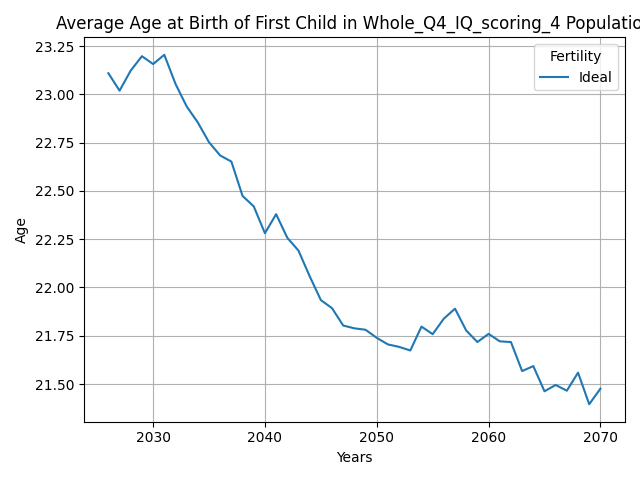 Average Age at Birth of First Child in Whole_Q4_IQ_scoring_4 Populatio
Fertility
Ideal
23.25
23.00
22.75
22.50
22.25
22.00
21.75
21.50
Age
2030 2040 2050 2060 2070
Years